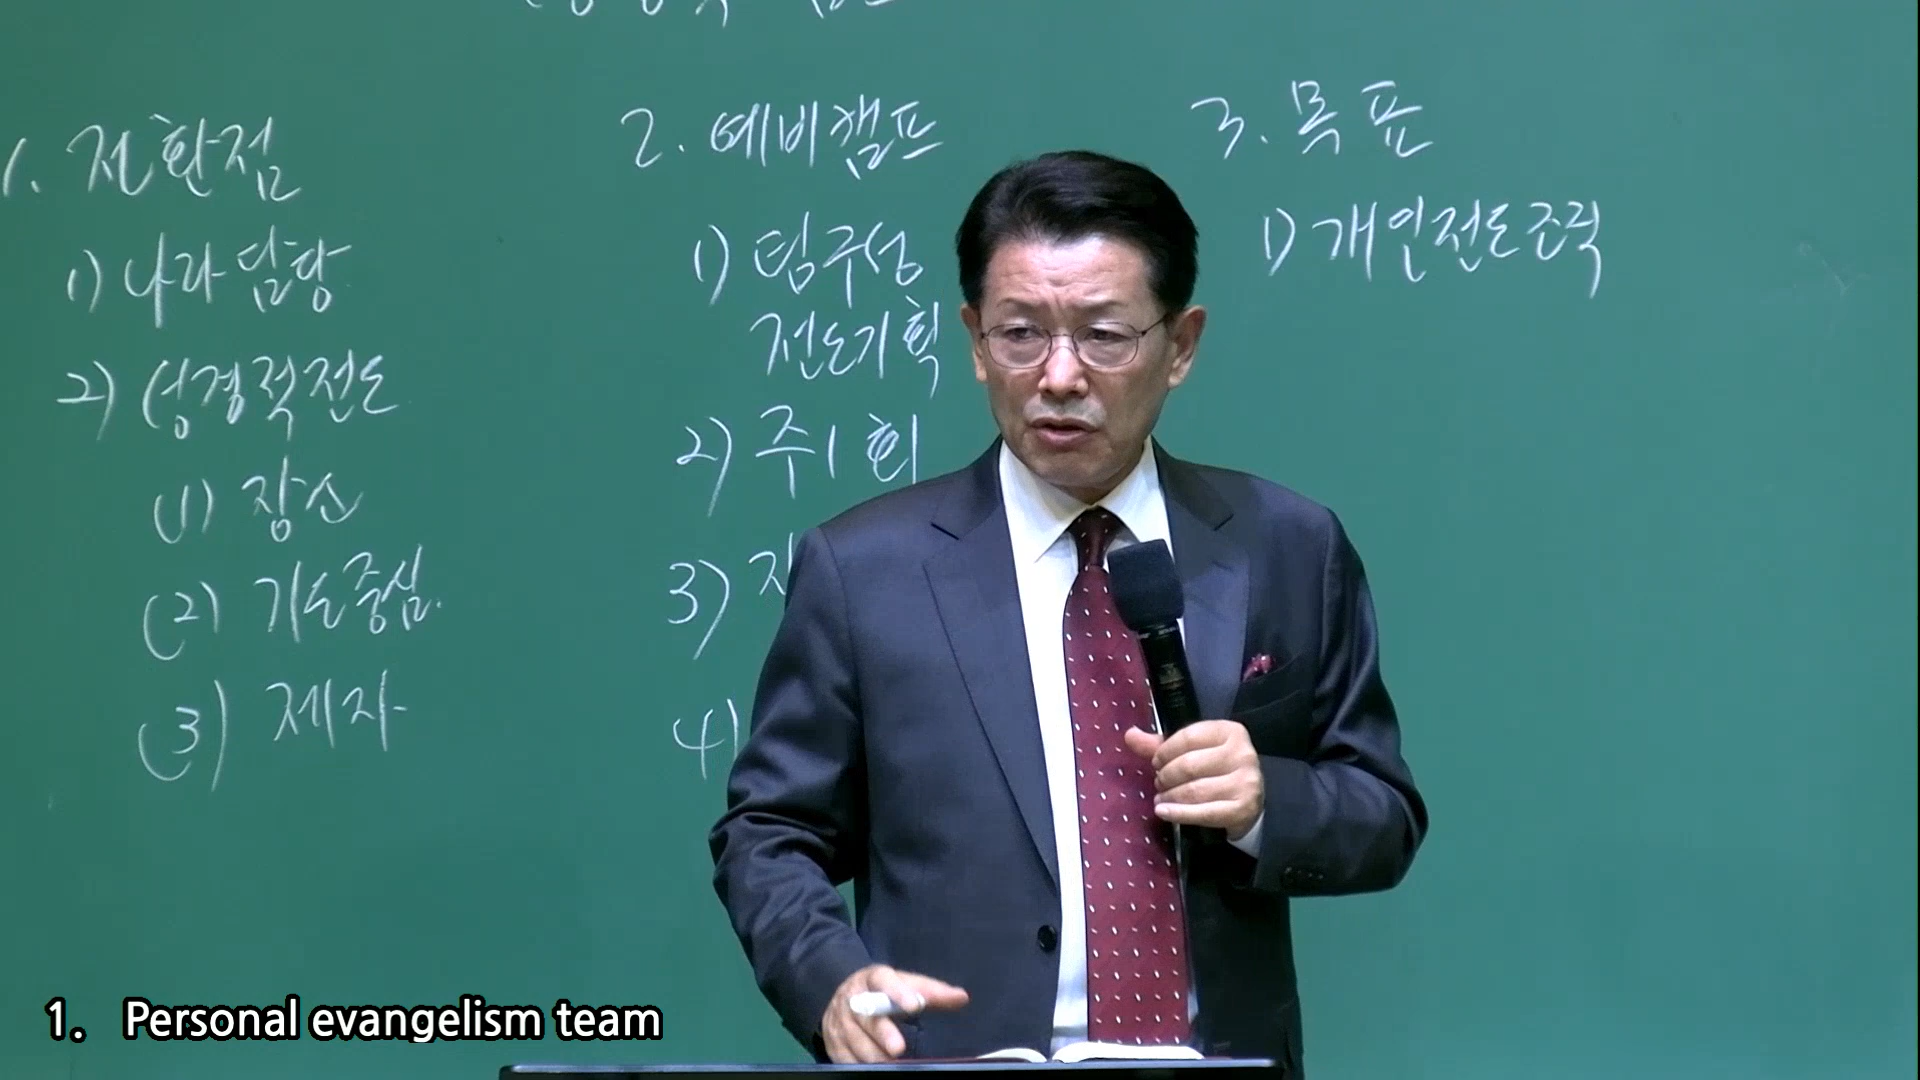 1. 전환점
1) 나라담당
2) 성경적전도
(1) 장소
(2) 기도중심.
(3) 제자
2. 예비캠프
1) 팀구성
전도기획
2) 주1회
3)
4)
3. 목표
1) 개인전도조직
1. Personal evangelism team